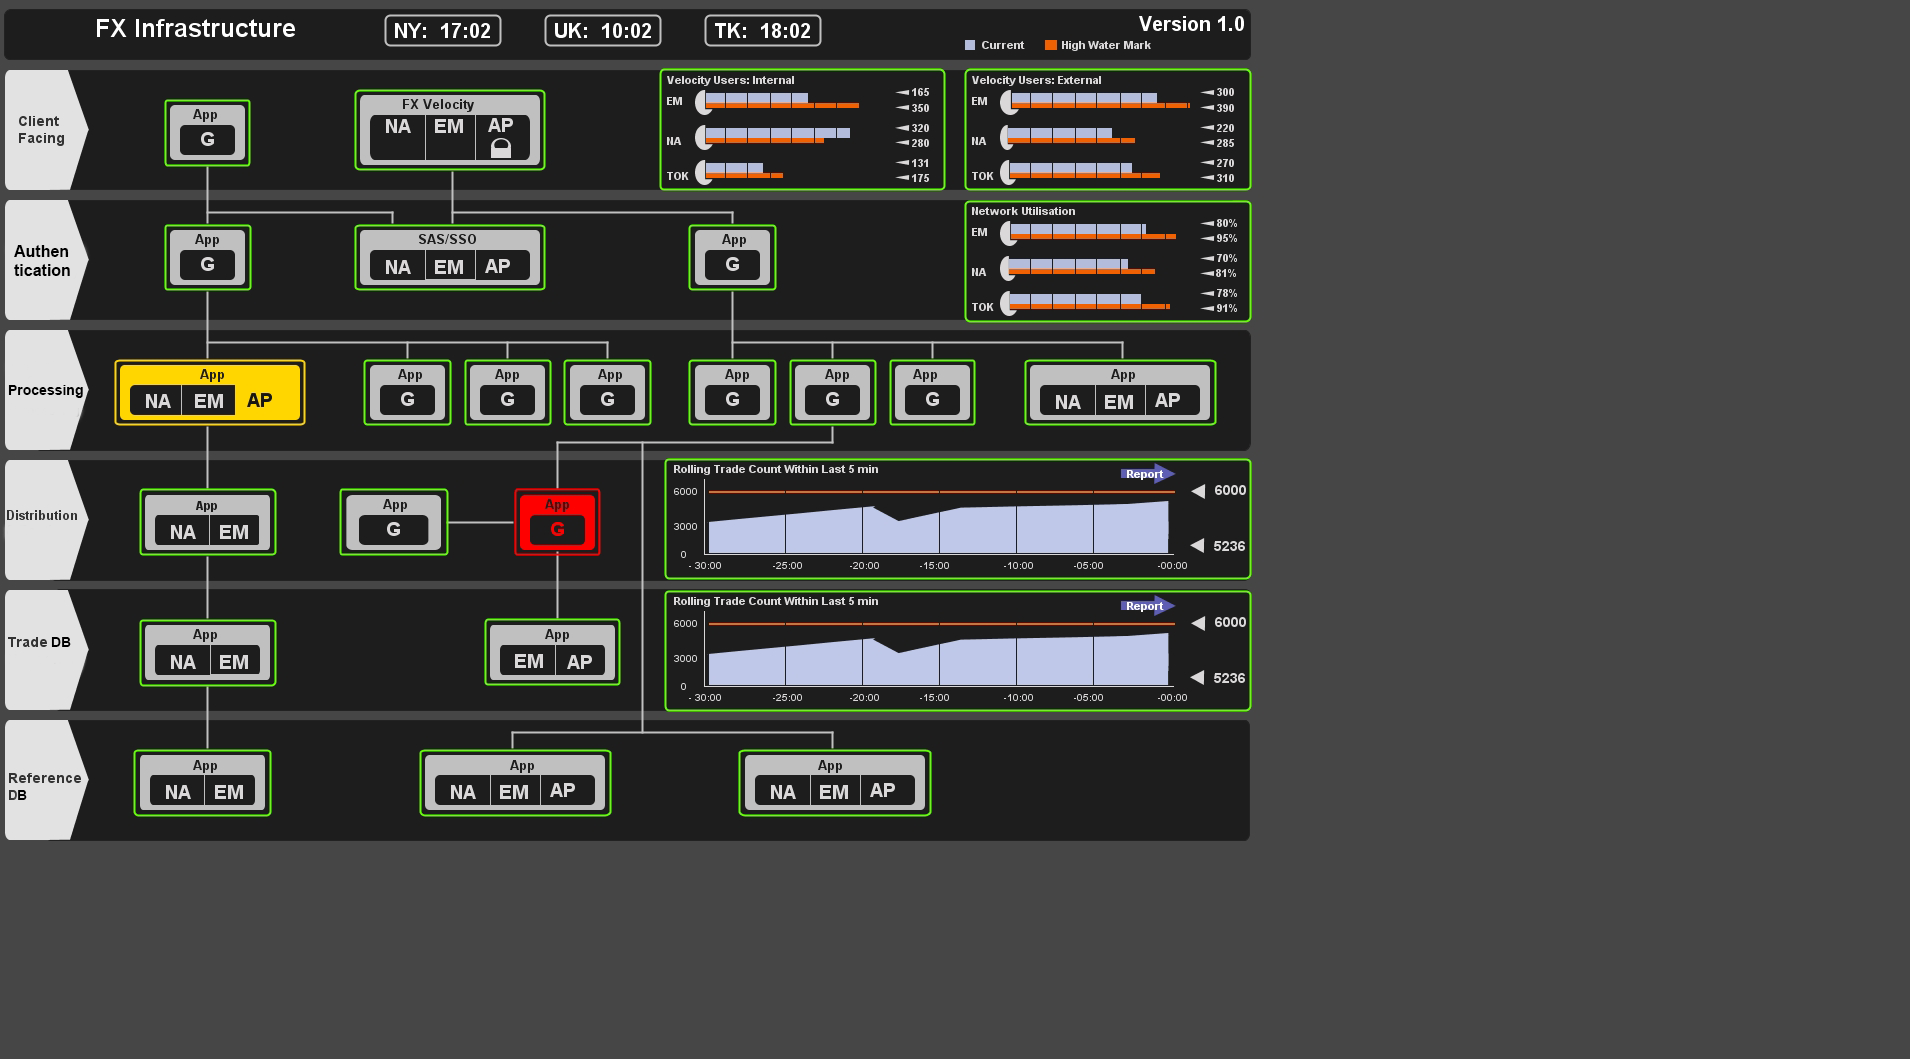 FX Infrastructure
NY: 17:02
UK: 10:02
TK: 18:02
Version 1.0
Current
High Water Mark
Client
Facing
App
G
FX Velocity
NA EM AP
Velocity Users: Internal
EM
165
350
NA
320
280
TOK
131
175
Velocity Users: External
EM
300
390
NA
220
285
TOK
270
310
Authen
tication
App
G
SAS/SSO
NA EM AP
App
G
Network Utilisation
EM
80%
95%
NA
70%
81%
TOK
78%
91%
Processing
App
NA EM AP
App
G
App
G
App
G
App
G
App
G
App
G
App
NA EM AP
Distribution
App
NA EM
App
G
App
G
Rolling Trade Count Within Last 5 min
Report
6000
3000
0
- 30:00 -25:00 -20:00 -15:00 -10:00 -05:00 -00:00
6000
5236
Trade DB
App
NA EM
App
EM AP
Rolling Trade Count Within Last 5 min
Report
6000
3000
0
- 30:00 -25:00 -20:00 -15:00 -10:00 -05:00 -00:00
6000
5236
Reference
DB
App
NA EM
App
NA EM AP
App
NA EM AP